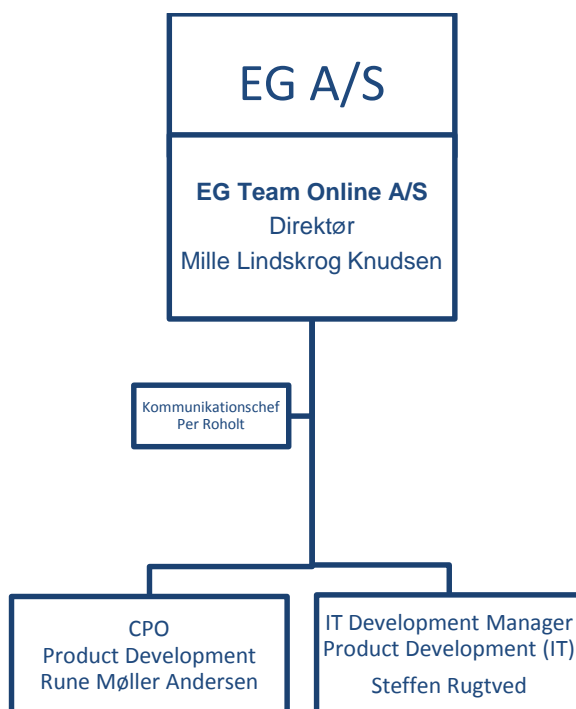 EG A/S
EG Team Online A/S
Direktør
Mille Lindskrog Knudsen
Kommunikationschef
Per Roholt
CPO
Product Development
Rune Møller Andersen
IT Development Manager
Product Development (IT)
Steffen Rugtved